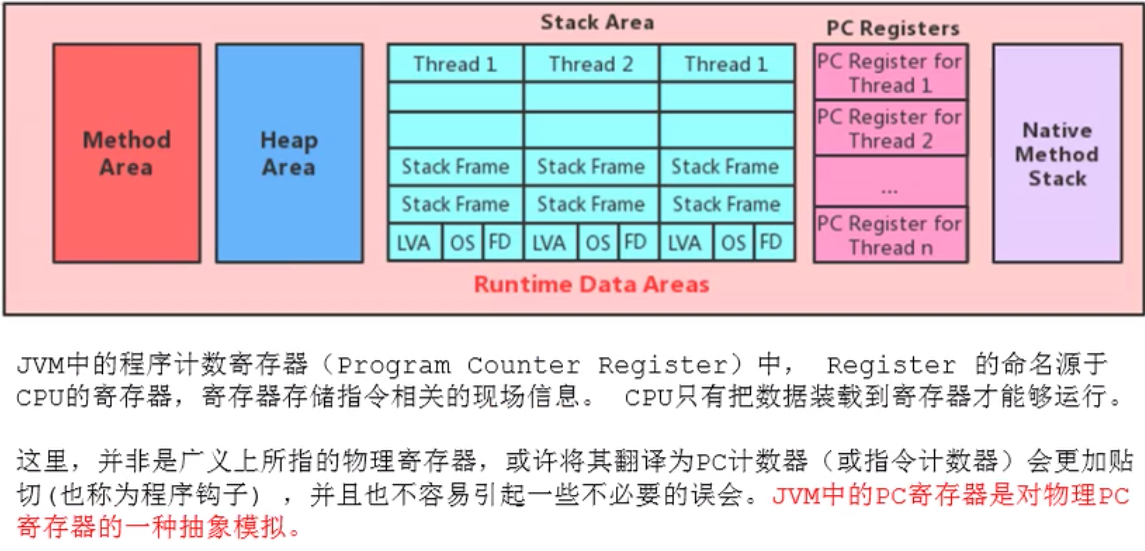 Stack Area
PC Registers
Method
Area
Heap
Area
Thread 1
Thread 2
Thread 1
Stack Frame
Stack Frame
Stack Frame
Stack Frame
Stack Frame
Stack Frame
LVA
OS
FD
LVA
OS
FD
LVA
OS
FD
PC Register for
Thread 1
PC Register for
Thread 2
...
PC Register for
Thread n
Native
Method
Stack
Runtime Data Areas
JVM中的程序计数寄存器（Program Counter Register）中， Register 的命名源于
CPU的寄存器，寄存器存储指令相关的现场信息。 CPU只有把数据装载到寄存器才能够运行。
这里，并非是广义上所指的物理寄存器，或许将其翻译为PC计数器（或指令计数器）会更加贴
切(也称为程序钩子) ，并且也不容易引起一些不必要的误会。JVM中的PC寄存器是对物理PC
寄存器的一种抽象模拟。